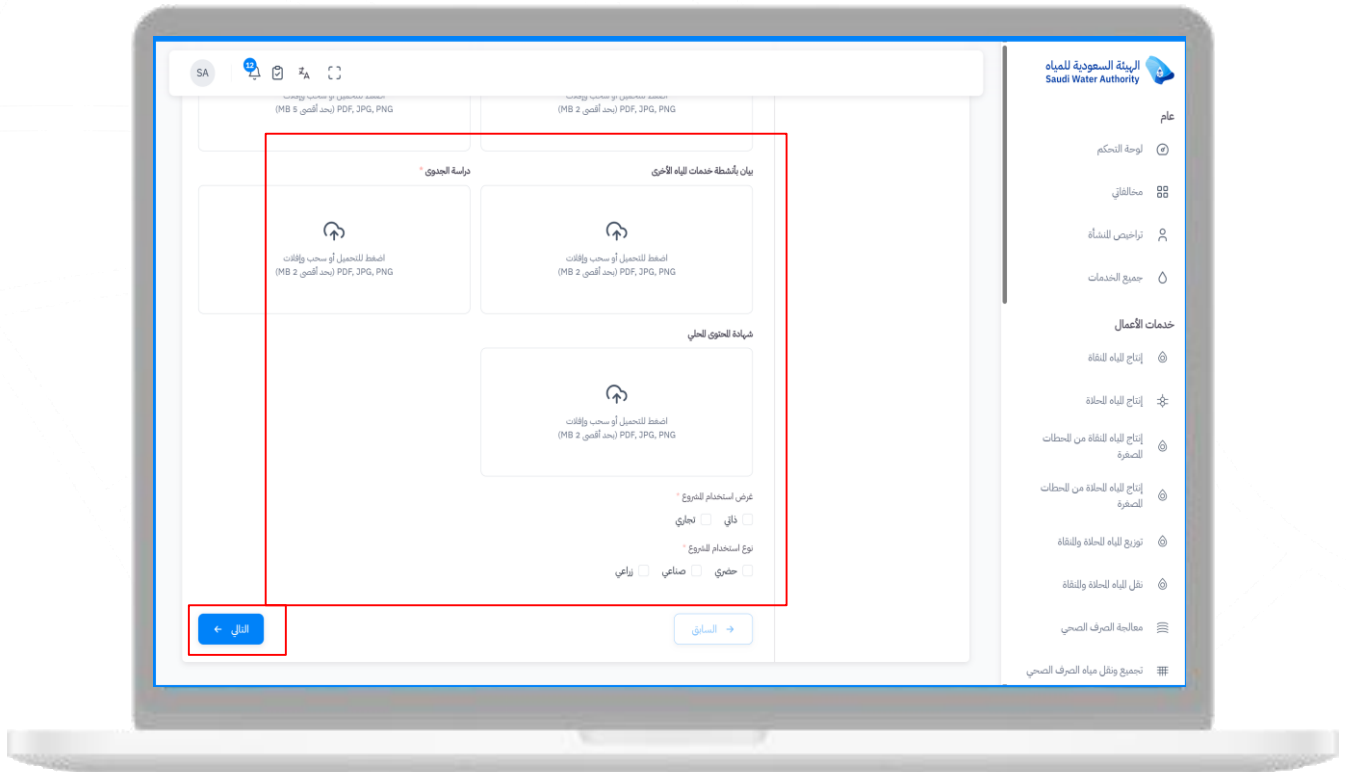 الهيئة السعودية للمياه
Saudi Water Authority
عام
لوحة التحكم
مخالفاتي
تراخيص المنشأة
جميع الخدمات
خدمات الأعمال
إنتاج المياه المنقاة
إنتاج المياه المحلاة
إنتاج المياه المنقاة من المحطات
المصغرة
إنتاج المياه المحلاة من المحطات
المصغرة
توزيع المياه المحلاة والمنقاة
نقل المياه المحلاة والمنقاة
معالجة الصرف الصحي
تجميع ونقل مياه الصرف الصحي
12
SA
PDF, JPG, PNG (بحد أقصى 2 MB)
PDF, JPG, PNG (بحد أقصى 5 MB)
بيان بأنشطة خدمات المياه الأخرى
دراسة الجدوى *
اضغط للتحميل أو سحب وإفلات
PDF, JPG, PNG (بحد أقصى 2 MB)
اضغط للتحميل أو سحب وإفلات
PDF, JPG, PNG (بحد أقصى 2 MB)
شهادة المحتوى المحلي
اضغط للتحميل أو سحب وإفلات
PDF, JPG, PNG (بحد أقصى 2 MB)
غرض استخدام المشروع *
ذاتي تجاري
نوع استخدام المشروع *
حضري صناعي زراعي
السابق
التالي